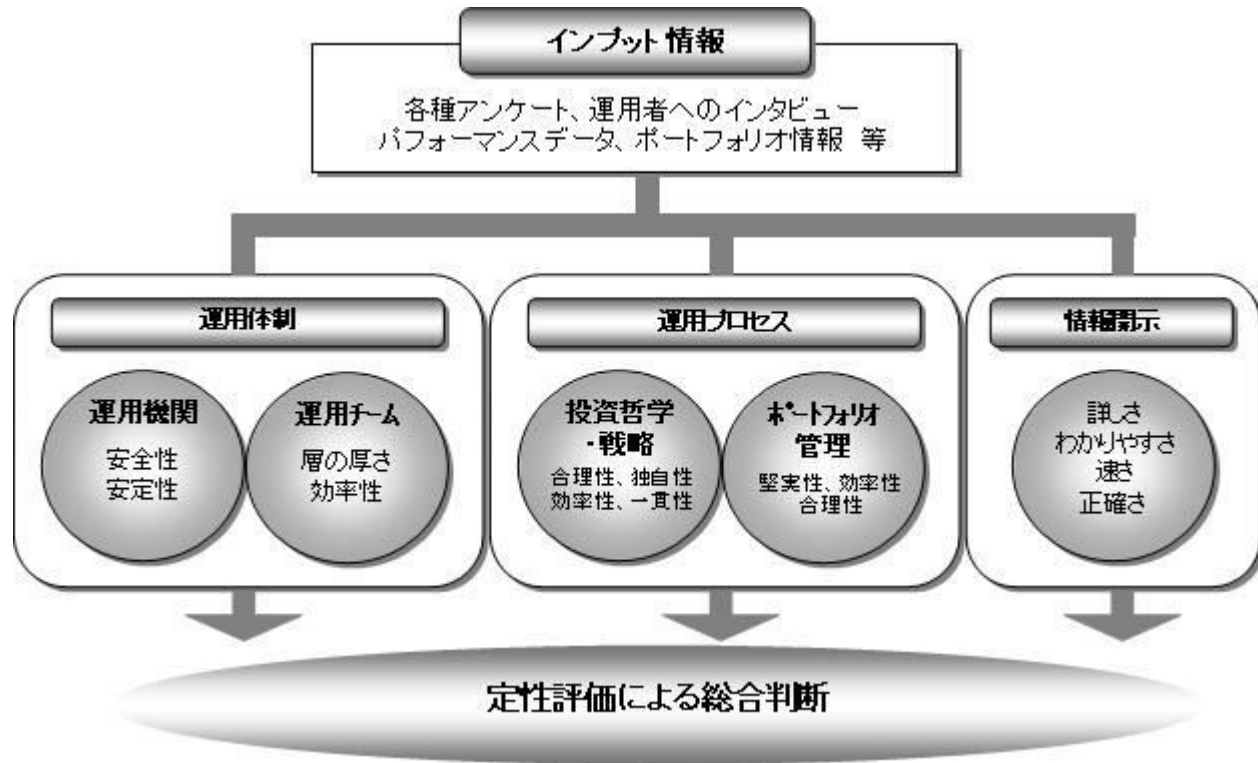 インプット情報
各種アンケート、運用者へのインタビュー
パフォーマンスデータ、ポートフォリオ情報 等
運用体制
運用機関
安全性
安定性
運用チーム
層の厚さ
効率性
運用プロセス
投資哲学
・戦略
合理性、独自性
効率性、一貫性
ポートフォリオ
管理
堅実性、効率性
合理性
情報開示
詳しさ
わかりやすさ
速さ
正確さ
定性評価による総合判断